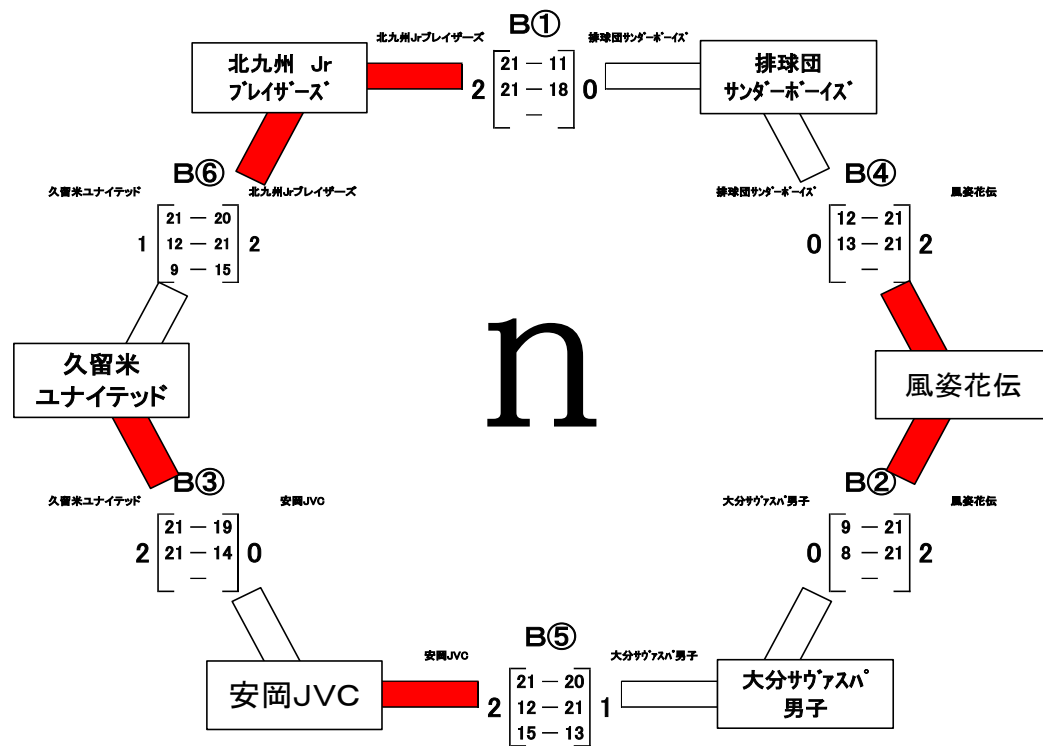 B①
北九州Jrブレイザーズ
排球団サンダーボーイズ
北九州 Jr
ブレイザーズ
2
21 - 11
21 - 18
-
0
排球団
サンダーボーイズ
B⑥
久留米ユナイテッド
北九州Jrブレイザーズ
1
21 - 20
12 - 21
9 - 15
2
B④
排球団サンダーボーイズ
風姿花伝
0
12 - 21
13 - 21
-
2
n
久留米
ユナイテッド
風姿花伝
B③
久留米ユナイテッド
安岡JVC
2
21 - 19
21 - 14
-
0
B②
大分サヴァスパ男子
風姿花伝
0
9 - 21
8 - 21
-
2
B⑤
安岡JVC
大分サヴァスパ男子
安岡JVC
2
21 - 20
12 - 21
15 - 13
1
大分サヴァスパ
男子